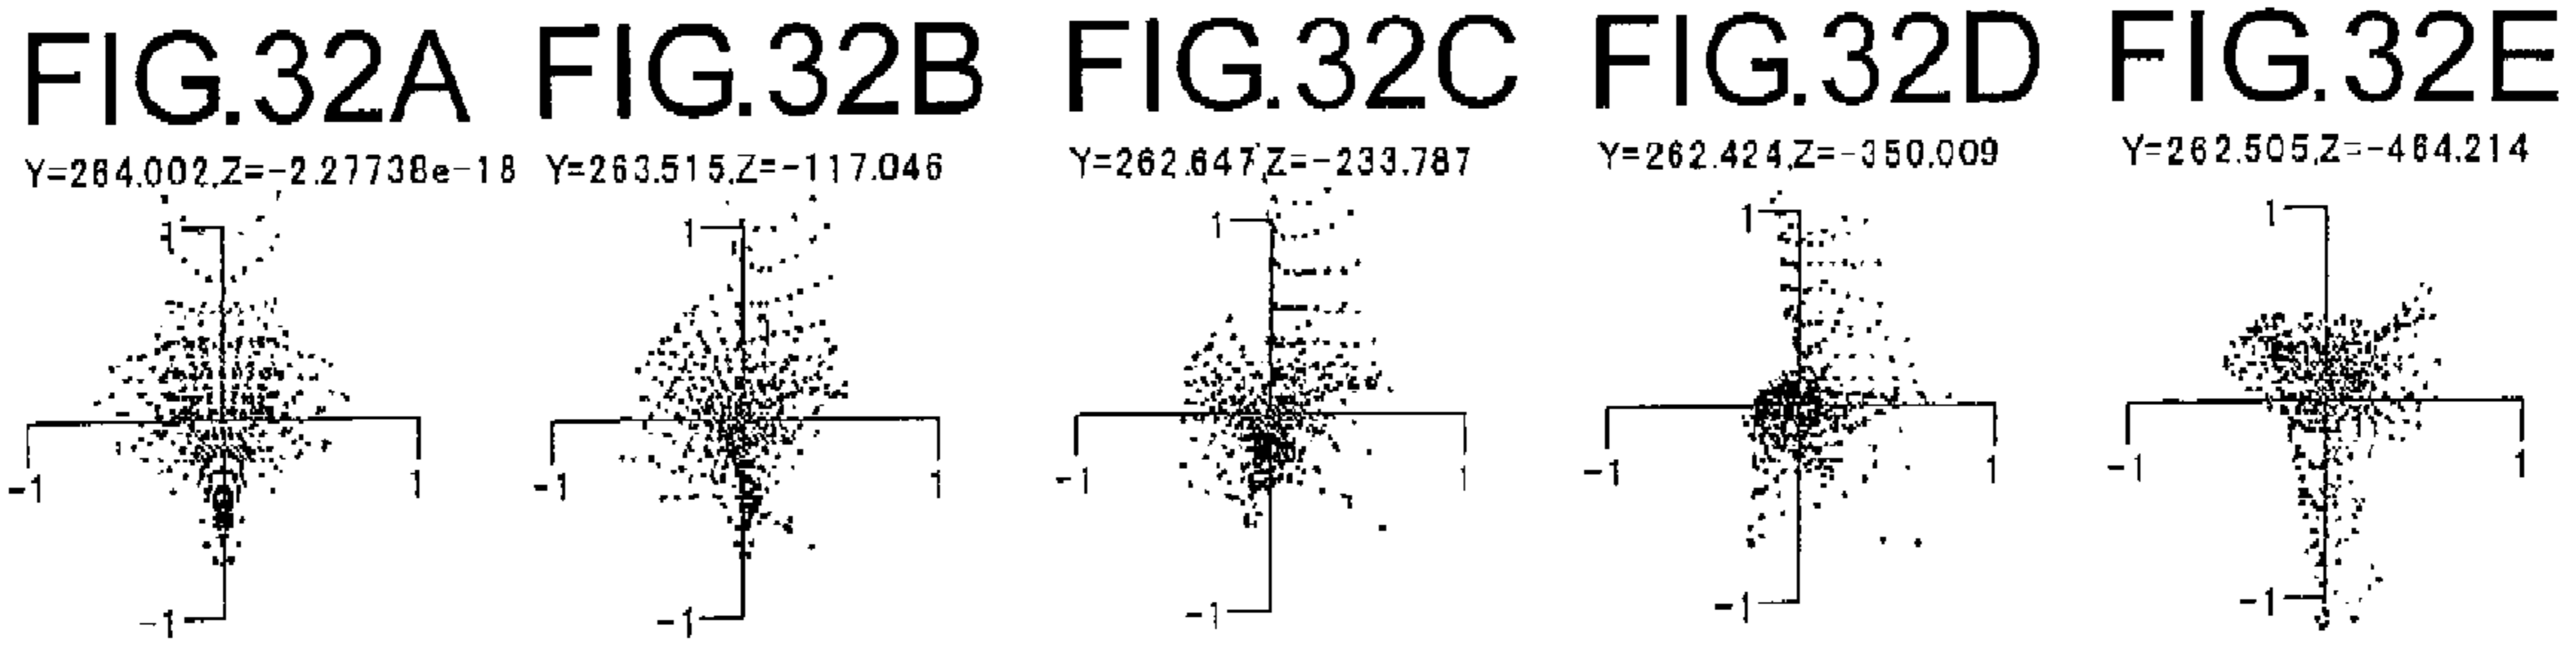 FIG.32A FIG.32B FIG.32C FIG.32D FIG.32E
Y=264.002,Z=-2.27738e-18 Y=263.515,Z=-117.046 Y=262.647,Z=-233.787 Y=262.424,Z=-350.009 Y=262.505,Z=-464.214
1 1 1 1 1
-1 1 -1 1 -1 1 -1 1 -1 1
-1 -1 -1 -1 -1